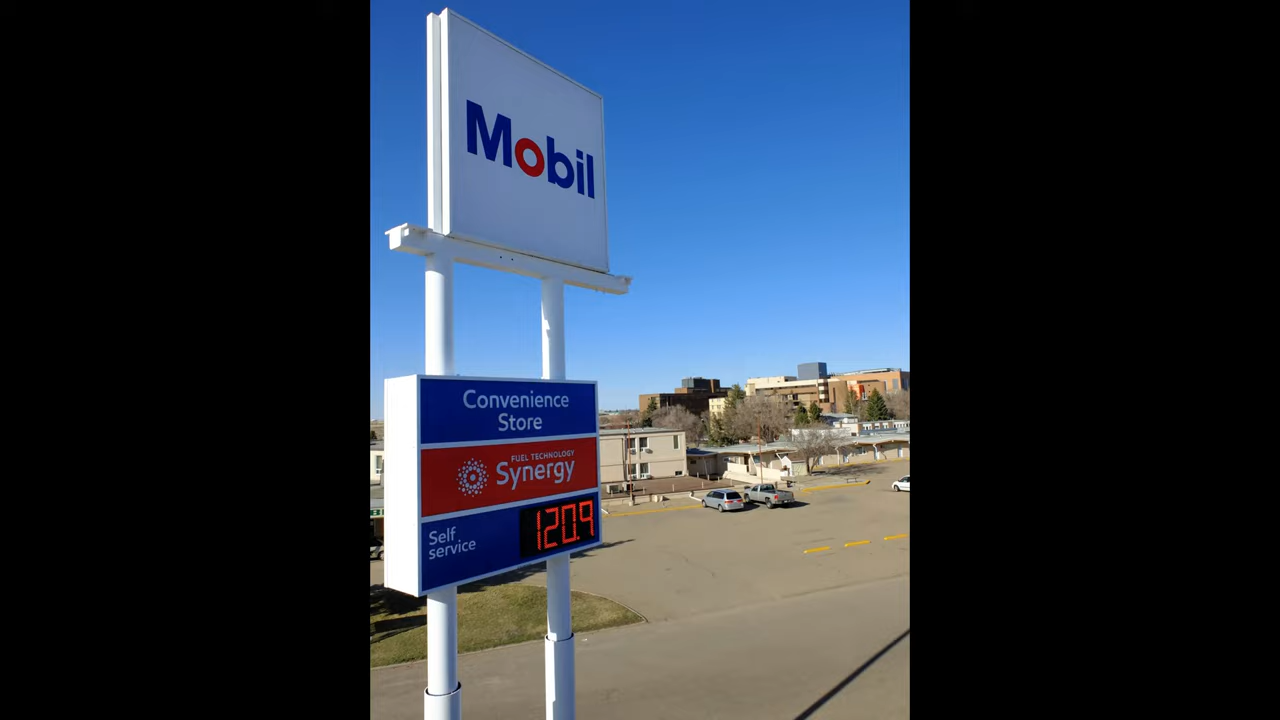 Mobil
Convenience
Store
FUEL TECHNOLOGY
Synergy
Self
service
120.9